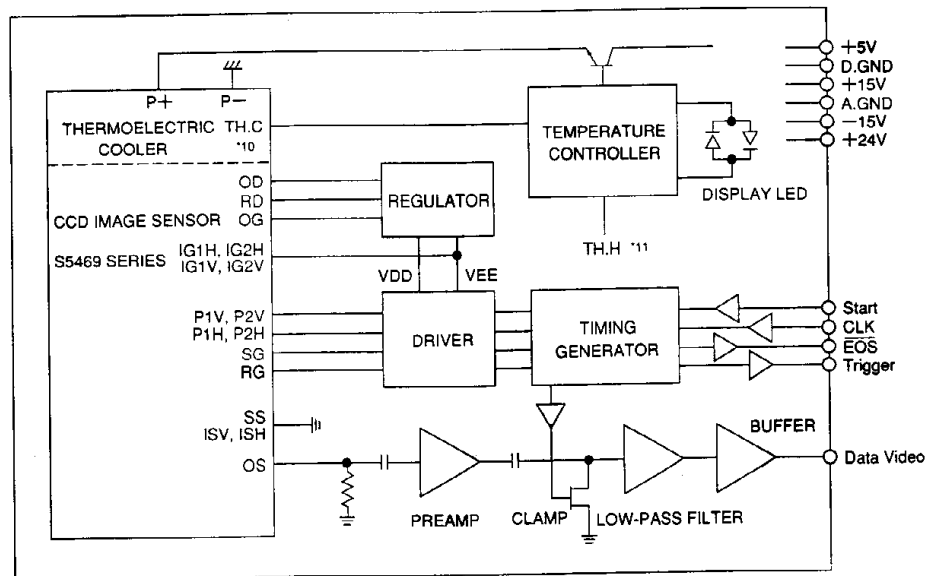 +5V
D.GND
+15V
A.GND
−15V
+24V
P+ P−
THERMOELECTRIC TH.C
COOLER *10
TEMPERATURE
CONTROLLER
DISPLAY LED
TH.H *11
OD
RD
CCD IMAGE SENSOR OG
REGULATOR
S5469 SERIES IG1H, IG2H
IG1V, IG2V
VDD VEE
P1V, P2V
P1H, P2H
SG
RG
DRIVER
TIMING
GENERATOR
Start
CLK
EOS
Trigger
SS
ISV, ISH
OS
BUFFER
Data Video
PREAMP CLAMP LOW-PASS FILTER